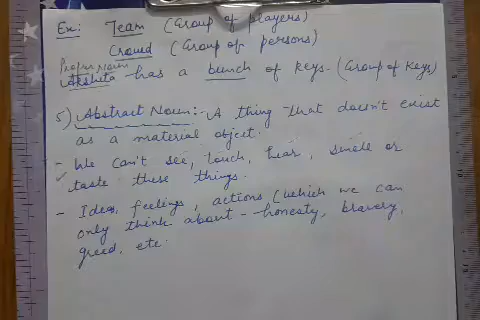 Ex: Team (Group of players)
Crowd (Group of persons)
Proper noun
Akshita has a bunch of keys. (Group of keys)
5) Abstract Noun:- A thing that doesn't exist
as a material object.
- We can't see, touch, hear, smell or
taste these things.
- Ideas, feelings, actions (which we can
only think about - honesty, bravery,
greed, etc.